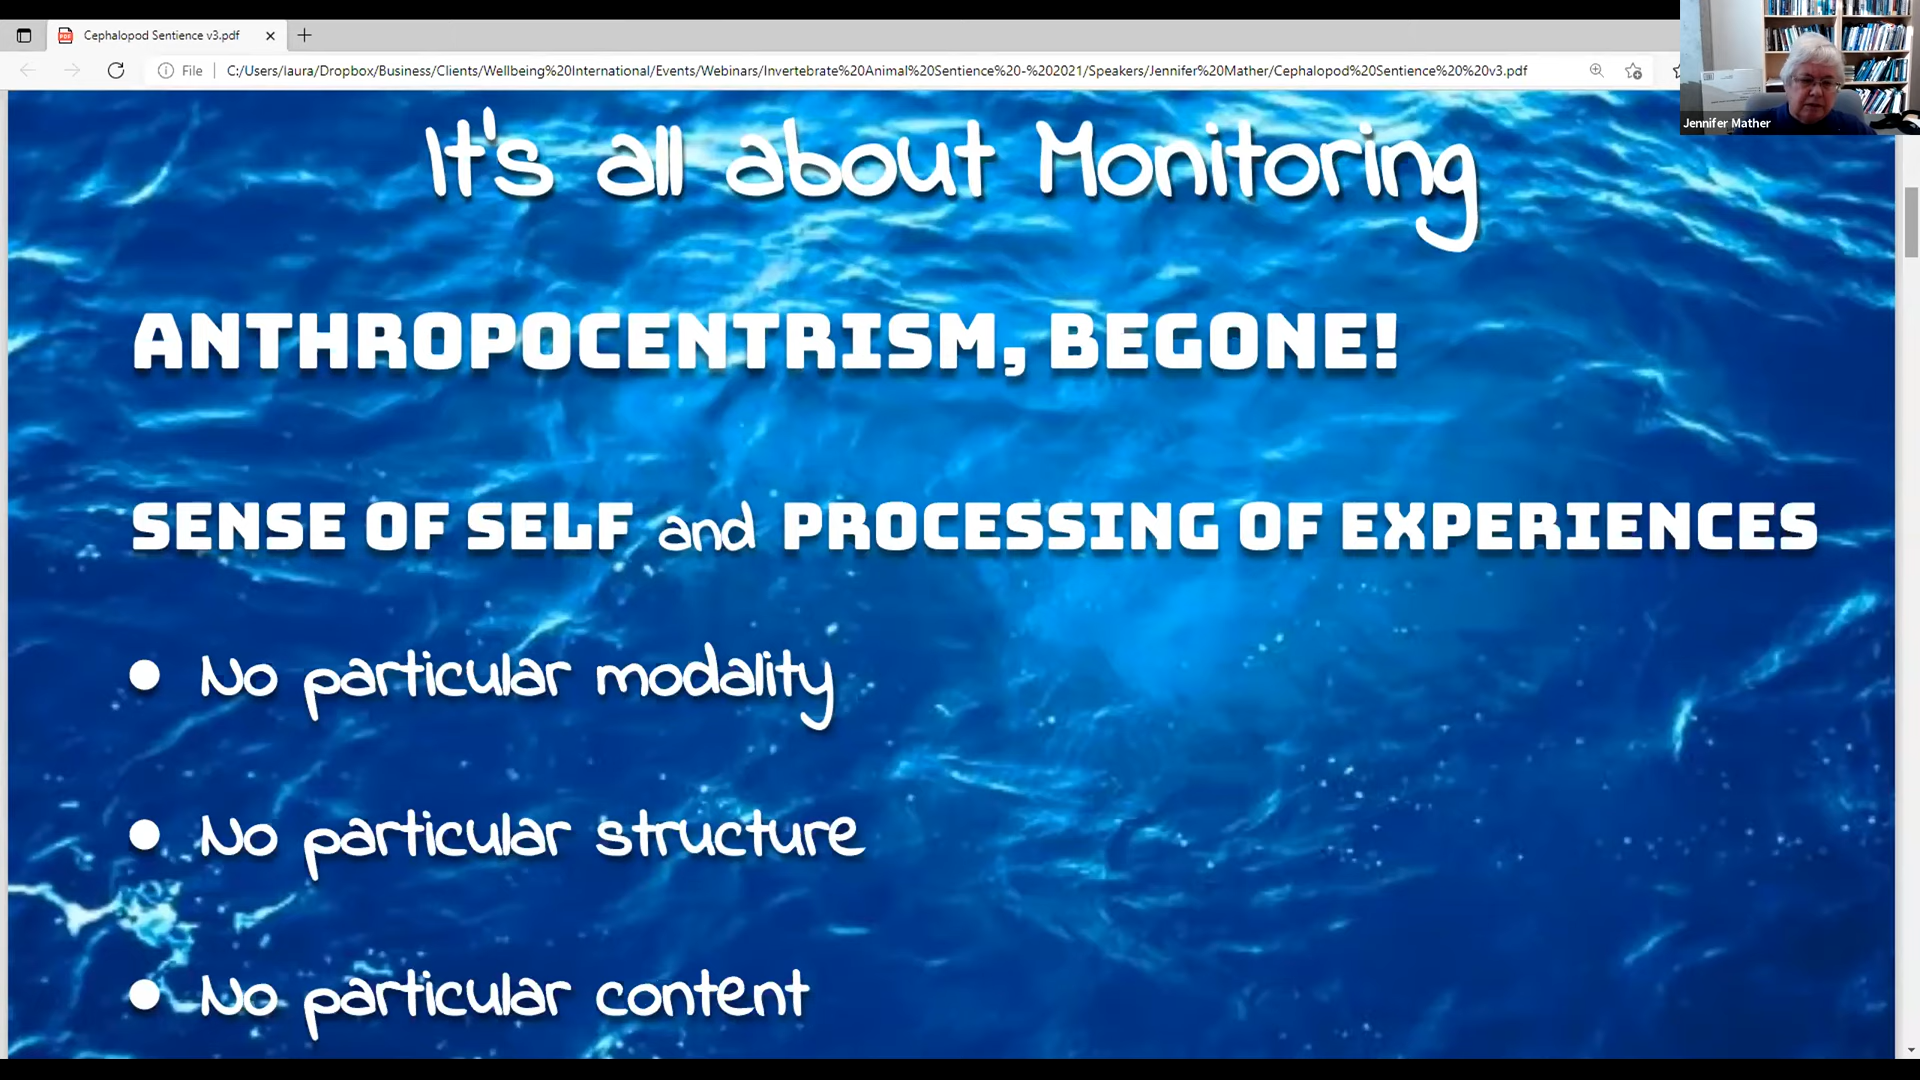 Cephalopod Sentience v3.pdf
File
C:/Users/laura/Dropbox/Business/Clients/Wellbeing%20International/Events/Webinars/Invertebrate%20Animal%20Sentience%20-%202021/Speakers/Jennifer%20Mather/Cephalopod%20Sentience%20%20v3.pdf
Jennifer Mather
It's all about Monitoring
ANTHROPOCENTRISM, BEGONE!
SENSE OF SELF and PROCESSING OF EXPERIENCES
• No particular modality
• No particular structure
• No particular content